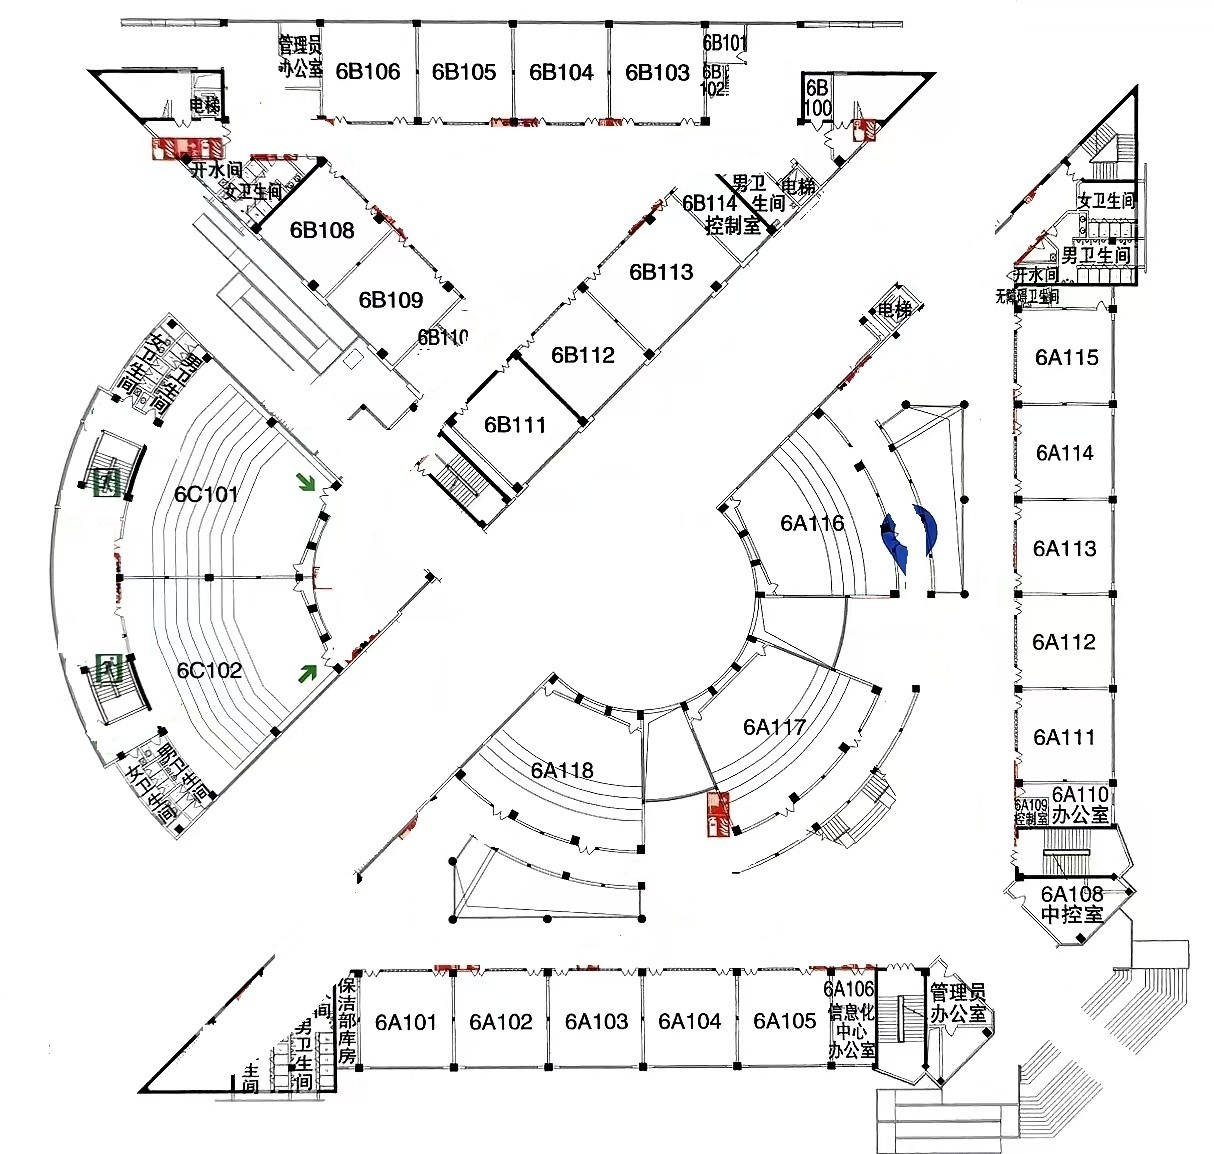 管理员
办公室
6B106
6B105
6B104
6B103
6B101
6B
102
6B
100
电梯
开水间
女卫生间
6B108
6B109
6B110
6B114
控制室
男卫
生间
电梯
6B113
6B112
6B111
电梯
女卫生间
男卫生间
开水间
无障碍卫生间
女卫生间
男卫生间
6C101
6C102
男卫生间
女卫生间
6A115
6A114
6A113
6A112
6A111
6A110
办公室
6A109
控制室
6A108
中控室
6A116
6A117
6A118
保洁部库房
6A101
6A102
6A103
6A104
6A105
6A106
信息化
中心
办公室
管理员
办公室
间
男卫生间
生间